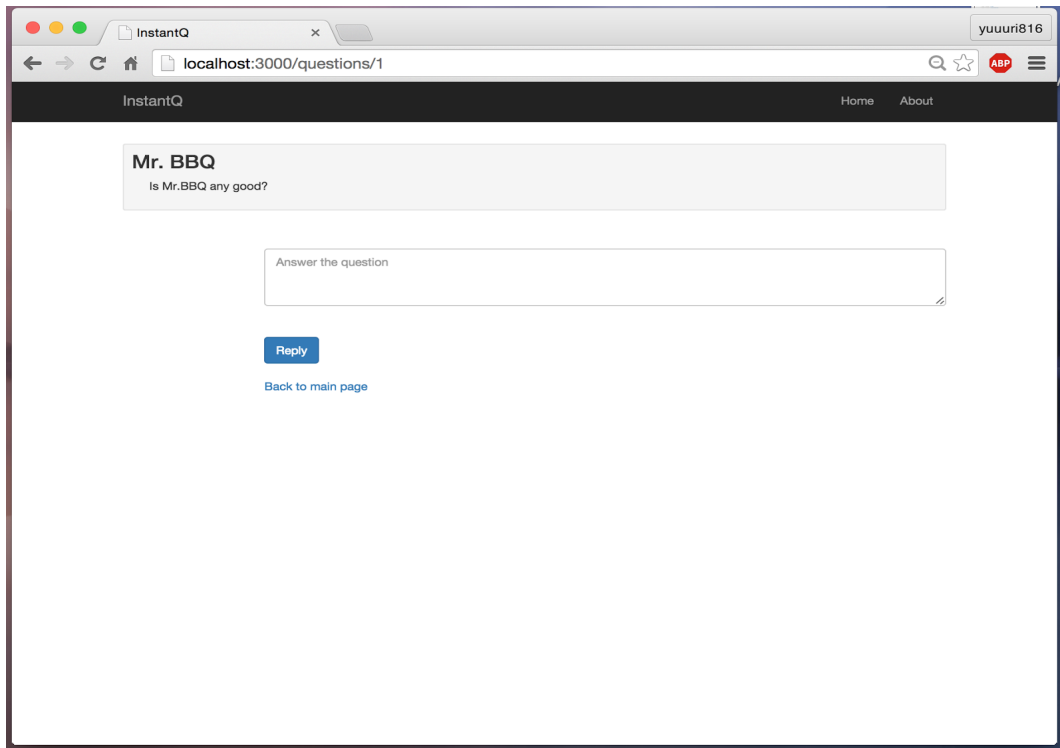 InstantQ
yuuuri816
localhost:3000/questions/1
ABP
InstantQ Home About
Mr. BBQ
Is Mr.BBQ any good?
Answer the question
Reply
Back to main page